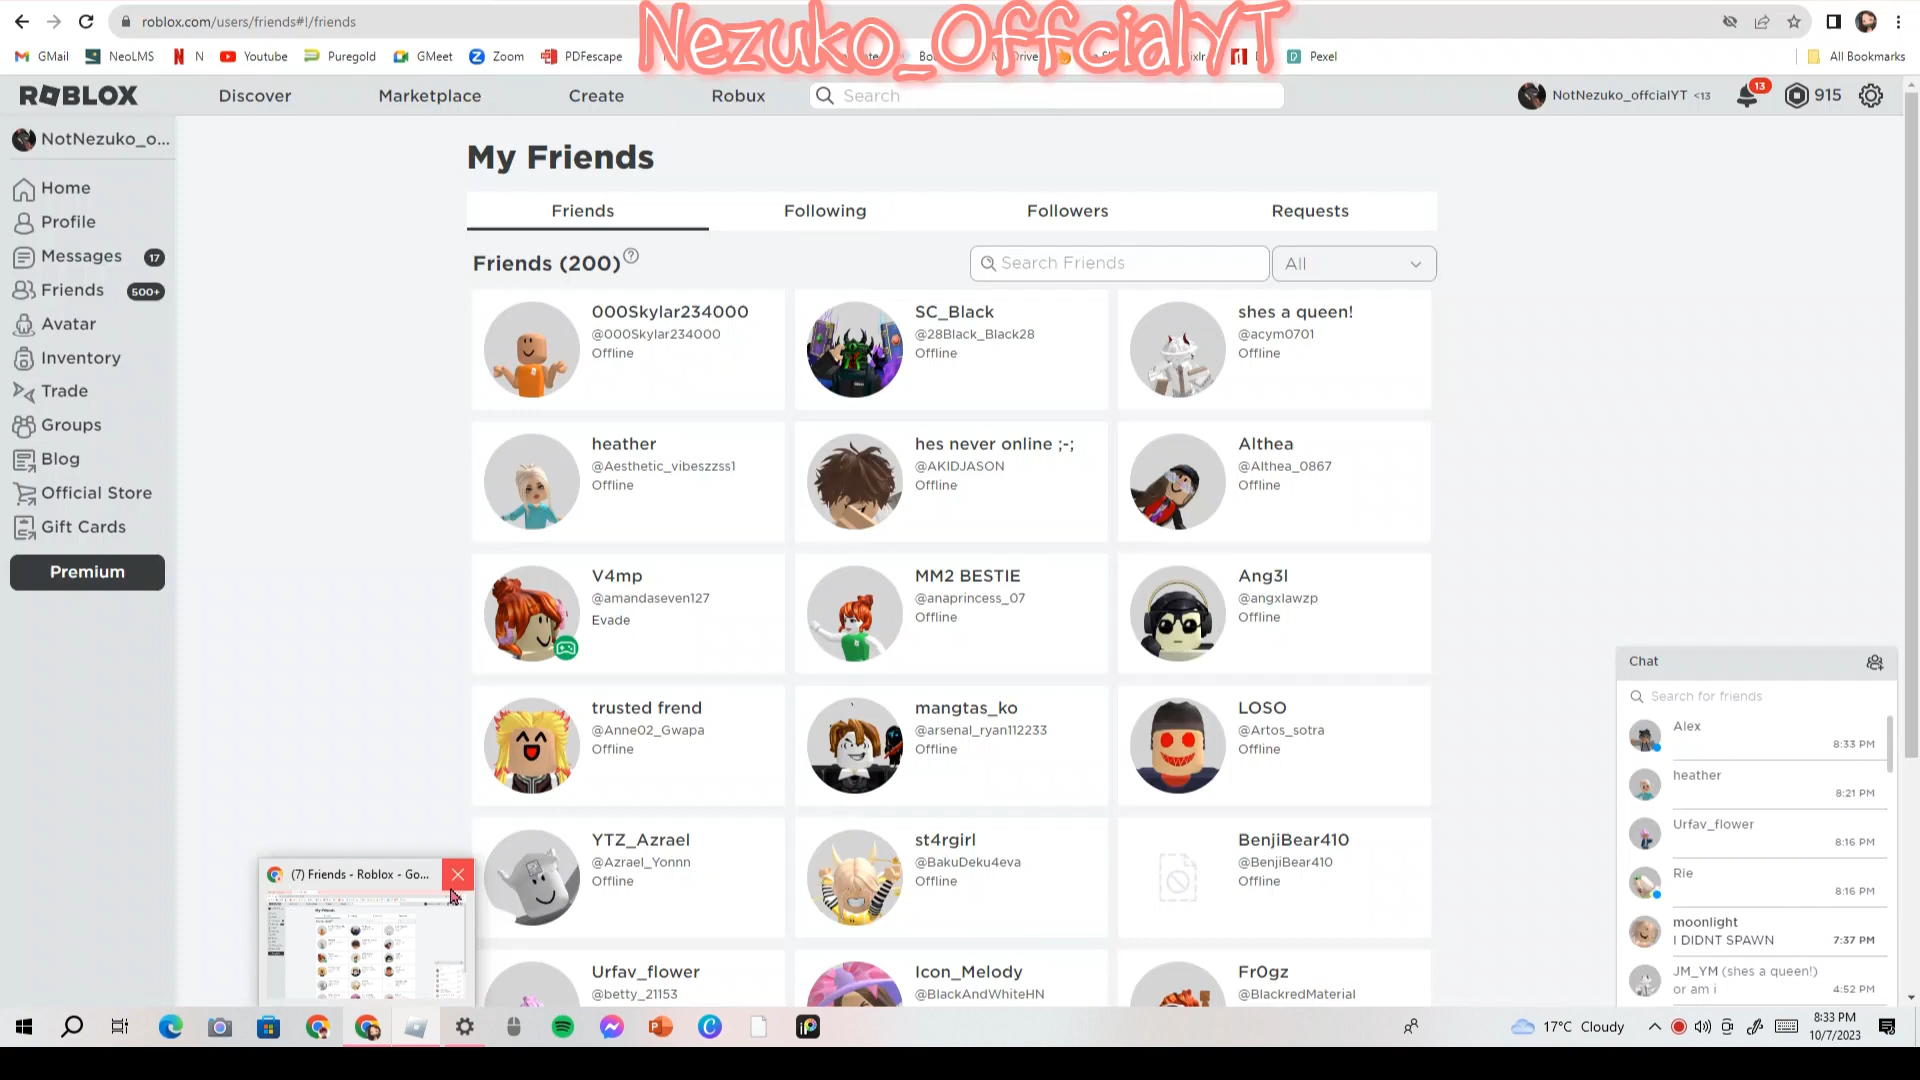 roblox.com/users/friends#!/friends
Nezuko_OffcialYT
GMail
NeoLMS
N
Youtube
Puregold
GMeet
Zoom
PDFescape
Pexel
All Bookmarks
ROBLOX
Discover
Marketplace
Create
Robux
Search
NotNezuko_offcialYT <13
13
915
NotNezuko_o...
Home
Profile
Messages 17
Friends 500+
Avatar
Inventory
Trade
Groups
Blog
Official Store
Gift Cards
Premium
My Friends
Friends
Following
Followers
Requests
Friends (200)
Search Friends
All
000Skylar234000
@000Skylar234000
Offline
SC_Black
@28Black_Black28
Offline
shes a queen!
@acym0701
Offline
heather
@Aesthetic_vibeszzss1
Offline
hes never online ;-;
@AKIDJASON
Offline
Althea
@Althea_0867
Offline
V4mp
@amandaseven127
Evade
MM2 BESTIE
@anaprincess_07
Offline
Ang3l
@angxlawzp
Offline
trusted frend
@Anne02_Gwapa
Offline
mangtas_ko
@arsenal_ryan112233
Offline
LOSO
@Artos_sotra
Offline
YTZ_Azrael
@Azrael_Yonnn
Offline
st4rgirl
@BakuDeku4eva
Offline
BenjiBear410
@BenjiBear410
Offline
Urfav_flower
@betty_21153
Icon_Melody
@BlackAndWhiteHN
Fr0gz
@BlackredMaterial
Chat
Search for friends
Alex
8:33 PM
heather
8:21 PM
Urfav_flower
8:16 PM
Rie
8:16 PM
moonlight
I DIDNT SPAWN 7:37 PM
JM_YM (shes a queen!)
or am i 4:52 PM
(7) Friends - Roblox - Go...
17°C Cloudy
8:33 PM
10/7/2023